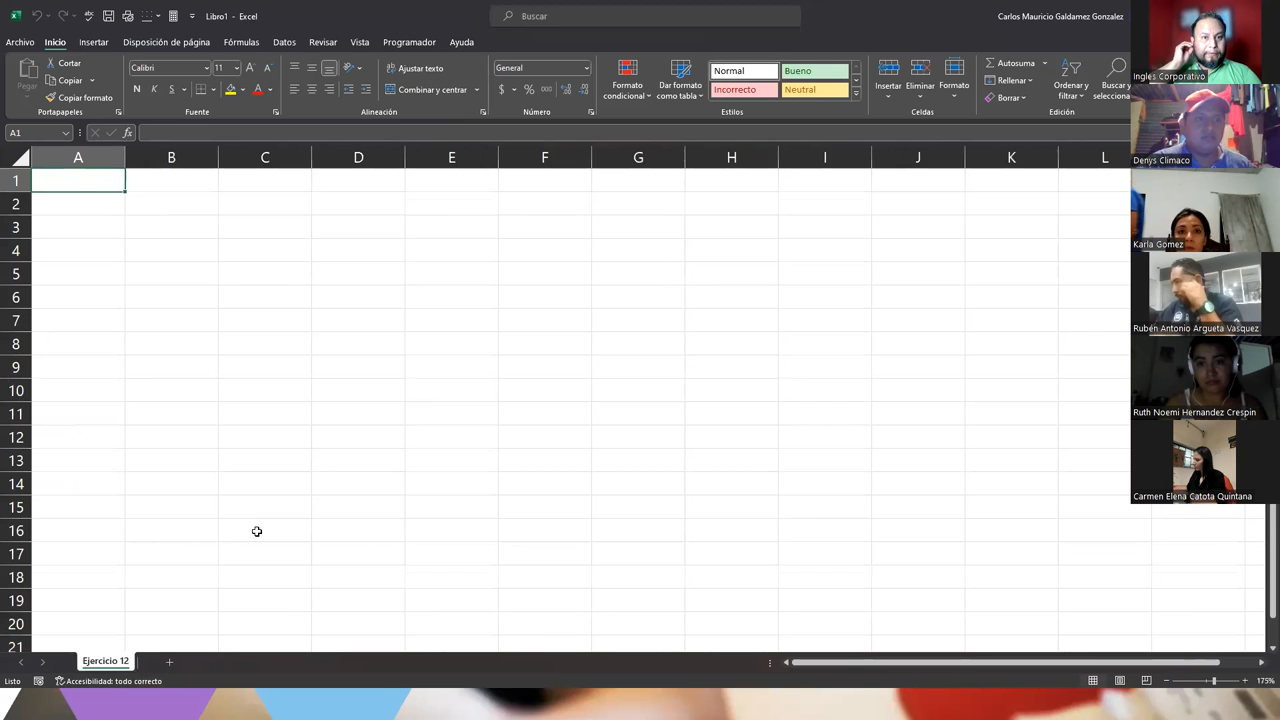 Libro1 - Excel
Buscar
Carlos Mauricio Galdamez Gonzalez
Archivo Inicio Insertar Disposición de página Fórmulas Datos Revisar Vista Programador Ayuda
Pegar
Cortar
Copiar
Copiar formato
Portapapeles
Calibri 11
N K S
Fuente
Ajustar texto
Combinar y centrar
Alineación
General
$ % 000
Número
Formato condicional
Dar formato como tabla
Normal Bueno
Incorrecto Neutral
Estilos
Insertar Eliminar Formato
Celdas
Autosuma
Rellenar
Borrar
Ordenar y filtrar
Buscar y selecciona
Edición
A1 fx
A B C D E F G H I J K L
1
2
3
4
5
6
7
8
9
10
11
12
13
14
15
16
17
18
19
20
21
Ingles Corporativo
Denys Climaco
Karla Gomez
Rubén Antonio Argueta Vasquez
Ruth Noemi Hernandez Crespin
Carmen Elena Catota Quintana
Ejercicio 12
Listo Accesibilidad: todo correcto 175%